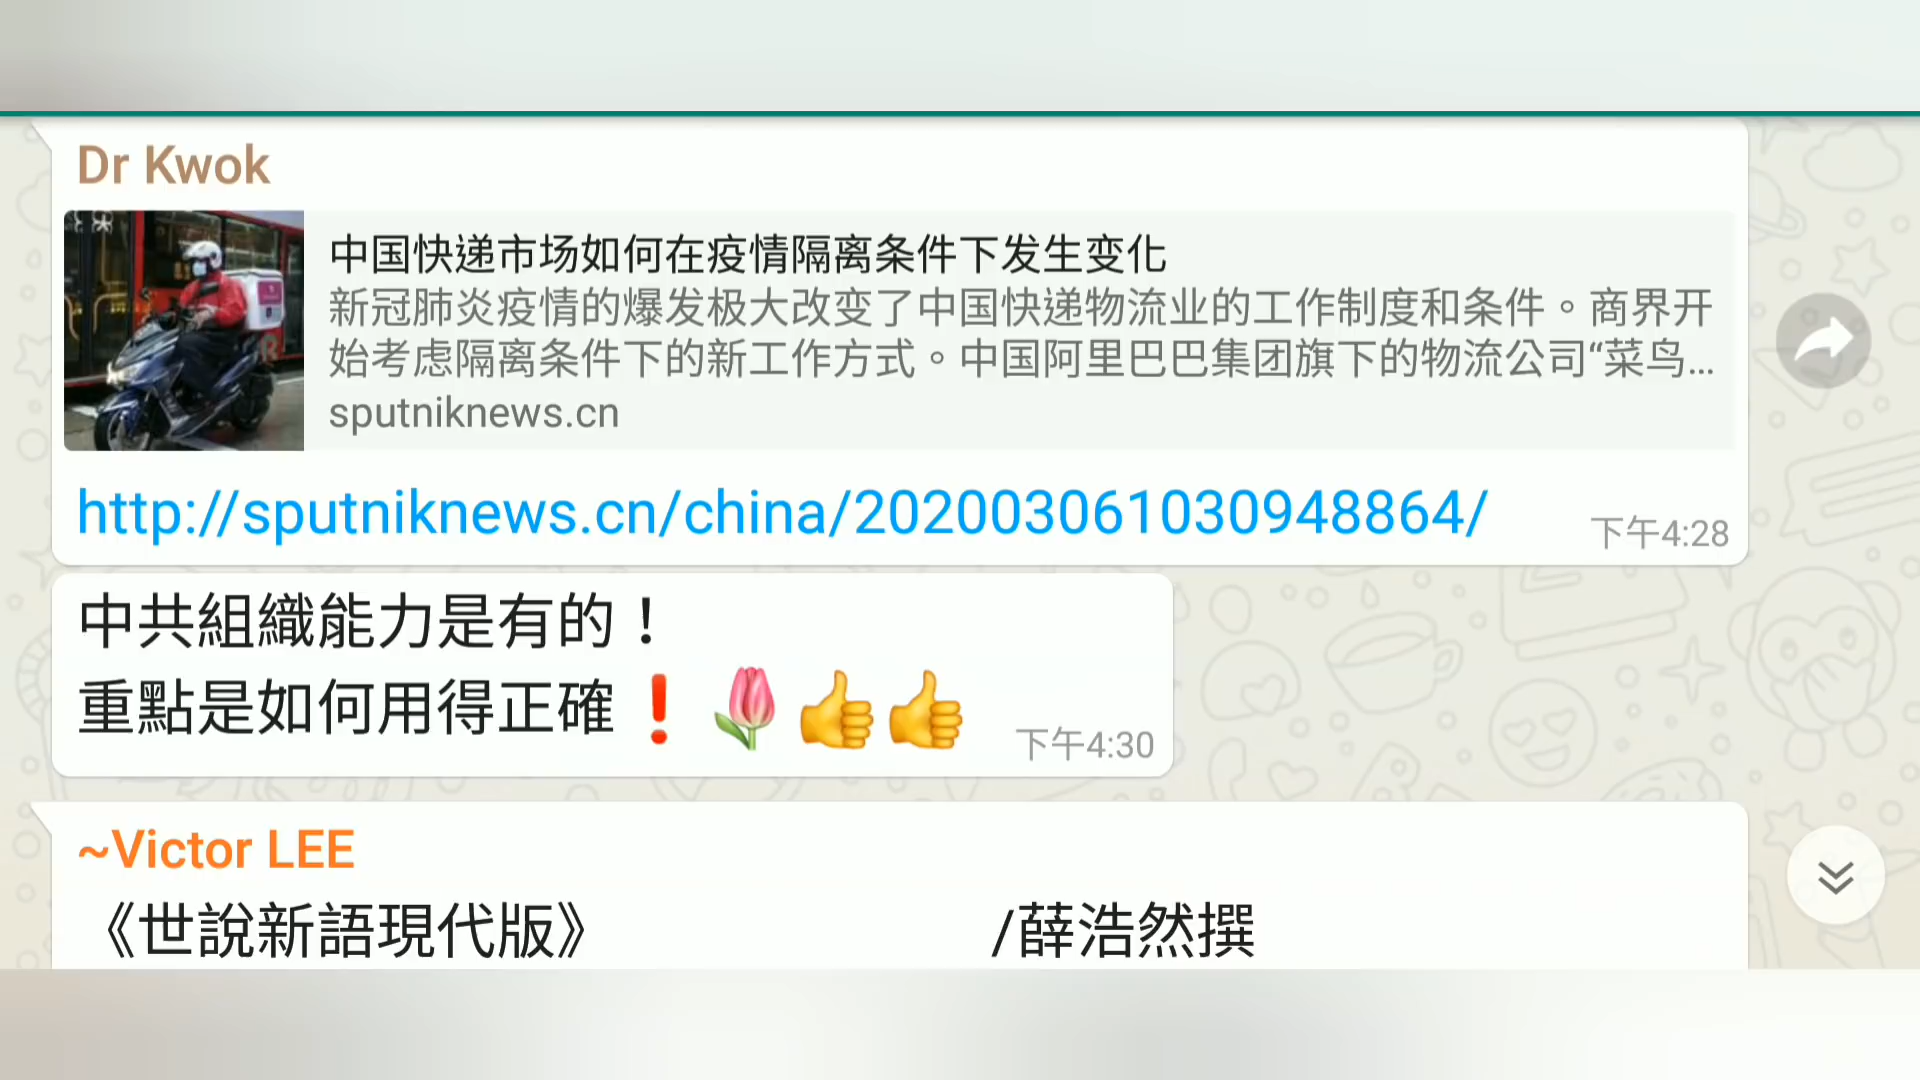 Dr Kwok
中国快递市场如何在疫情隔离条件下发生变化
新冠肺炎疫情的爆发极大改变了中国快递物流业的工作制度和条件。商界开
始考虑隔离条件下的新工作方式。中国阿里巴巴集团旗下的物流公司“菜鸟...
sputniknews.cn
http://sputniknews.cn/china/202003061030948864/
下午4:28
中共組織能力是有的！
重點是如何用得正確❗🌷👍👍
下午4:30
~Victor LEE
《世說新語現代版》 /薛浩然撰